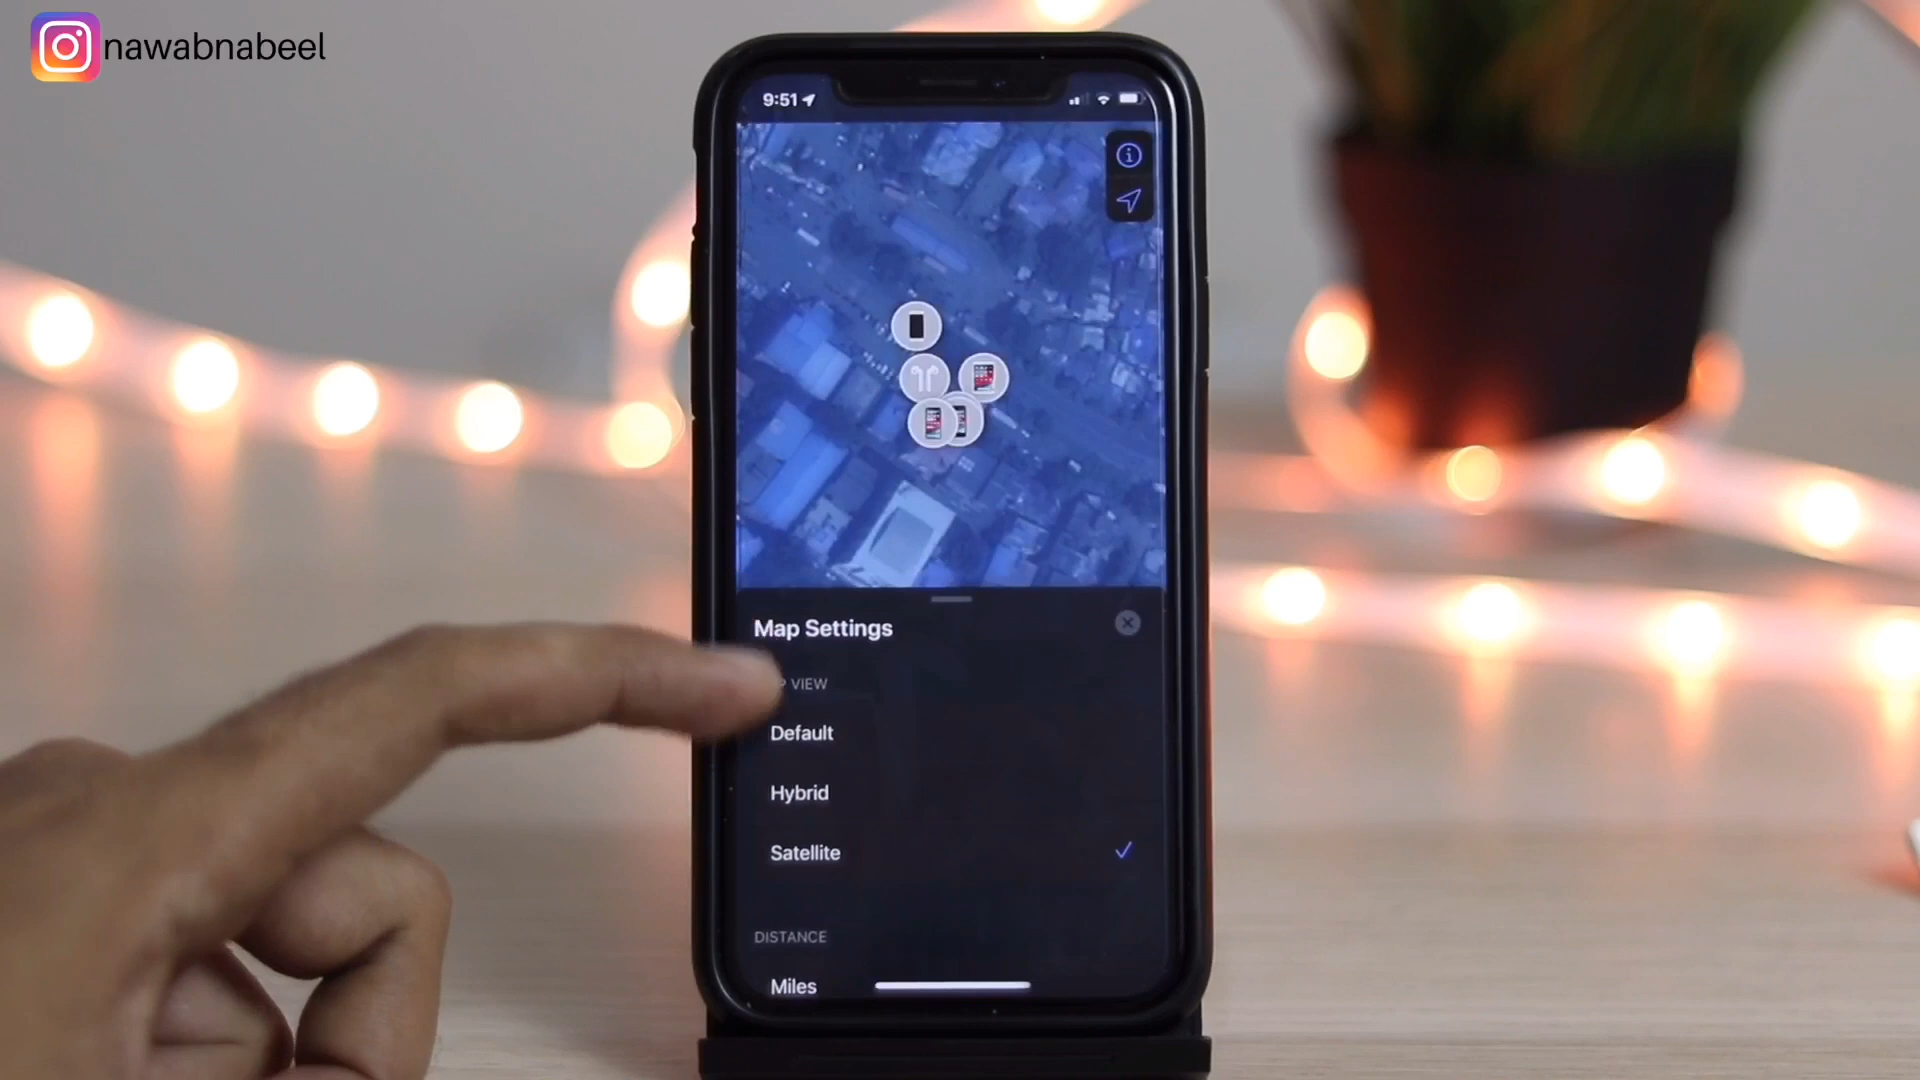 nawabnabeel
9:51
Map Settings
VIEW
Default
Hybrid
Satellite
DISTANCE
Miles